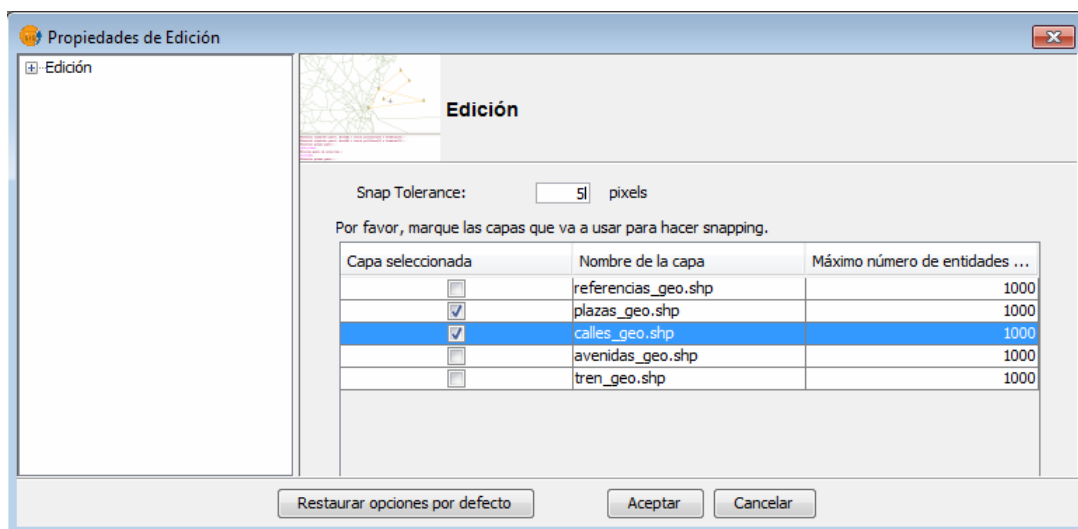 Propiedades de Edición
Edición
Edición
Snap Tolerance: 5 pixels
Por favor, marque las capas que va a usar para hacer snapping.
Capa seleccionada Nombre de la capa Máximo número de entidades ...
referencias_geo.shp 1000
plazas_geo.shp 1000
calles_geo.shp 1000
avenidas_geo.shp 1000
tren_geo.shp 1000
Restaurar opciones por defecto Aceptar Cancelar